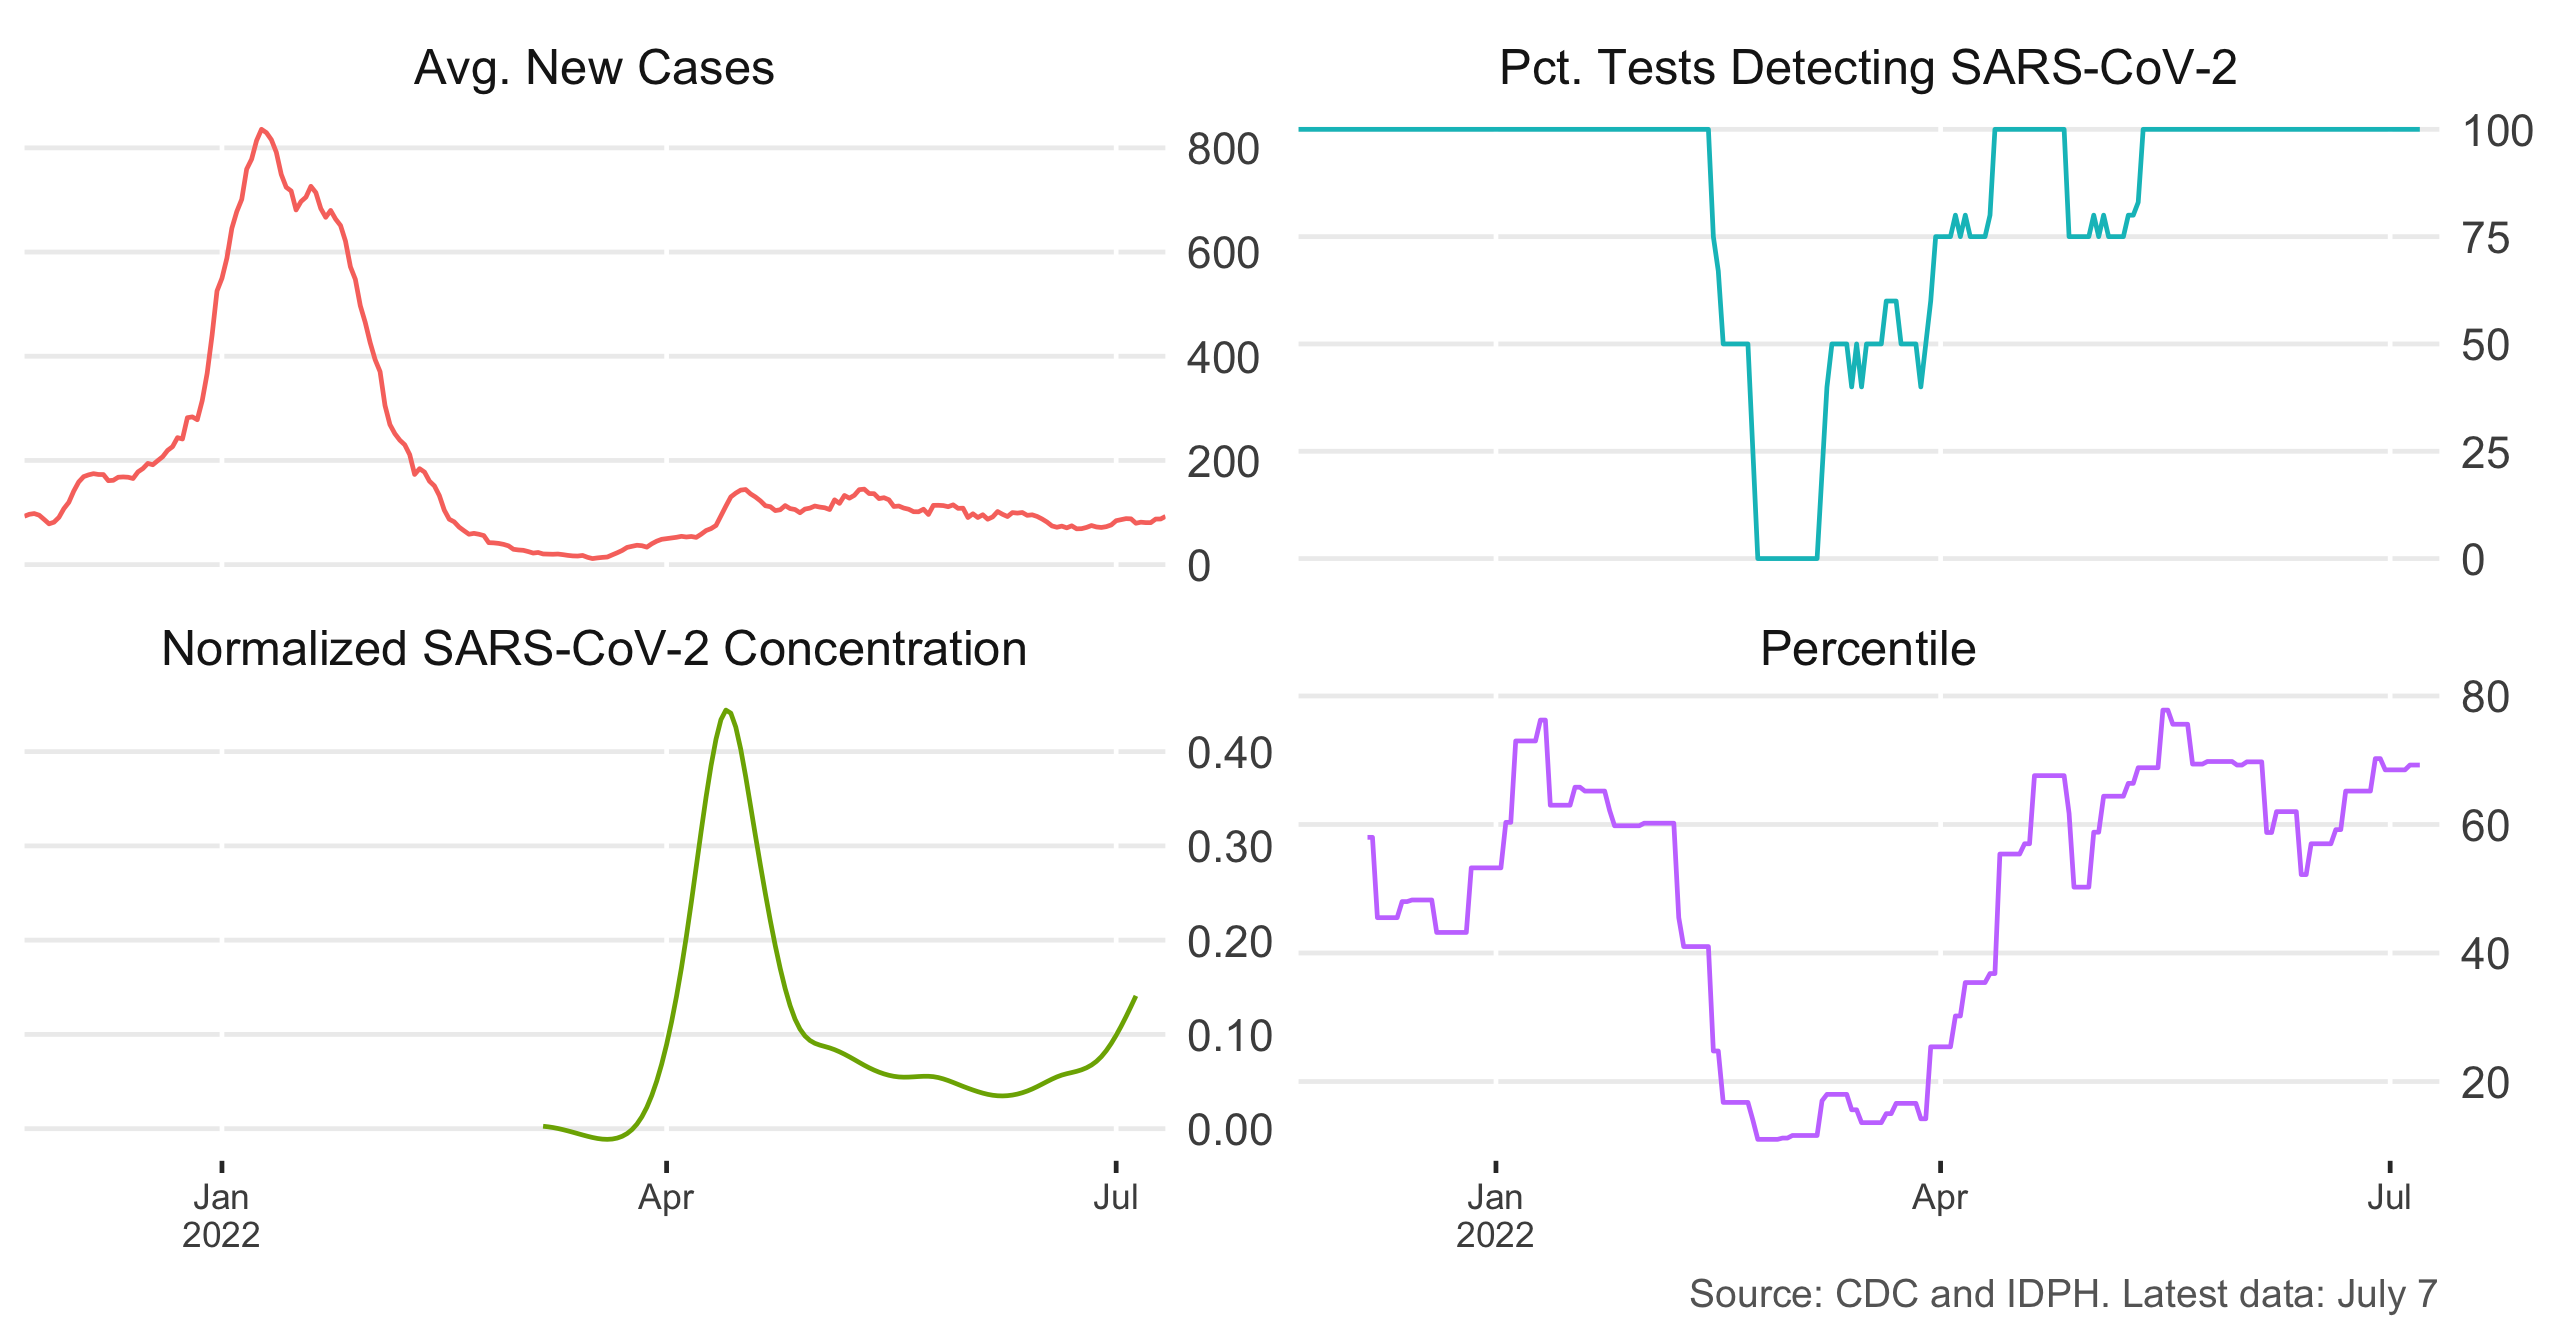 Avg. New Cases
800
600
400
200
0
Pct. Tests Detecting SARS-CoV-2
100
75
50
25
0
Normalized SARS-CoV-2 Concentration
0.40
0.30
0.20
0.10
0.00
Jan
2022
Apr
Jul
Percentile
80
60
40
20
Jan
2022
Apr
Jul
Source: CDC and IDPH. Latest data: July 7